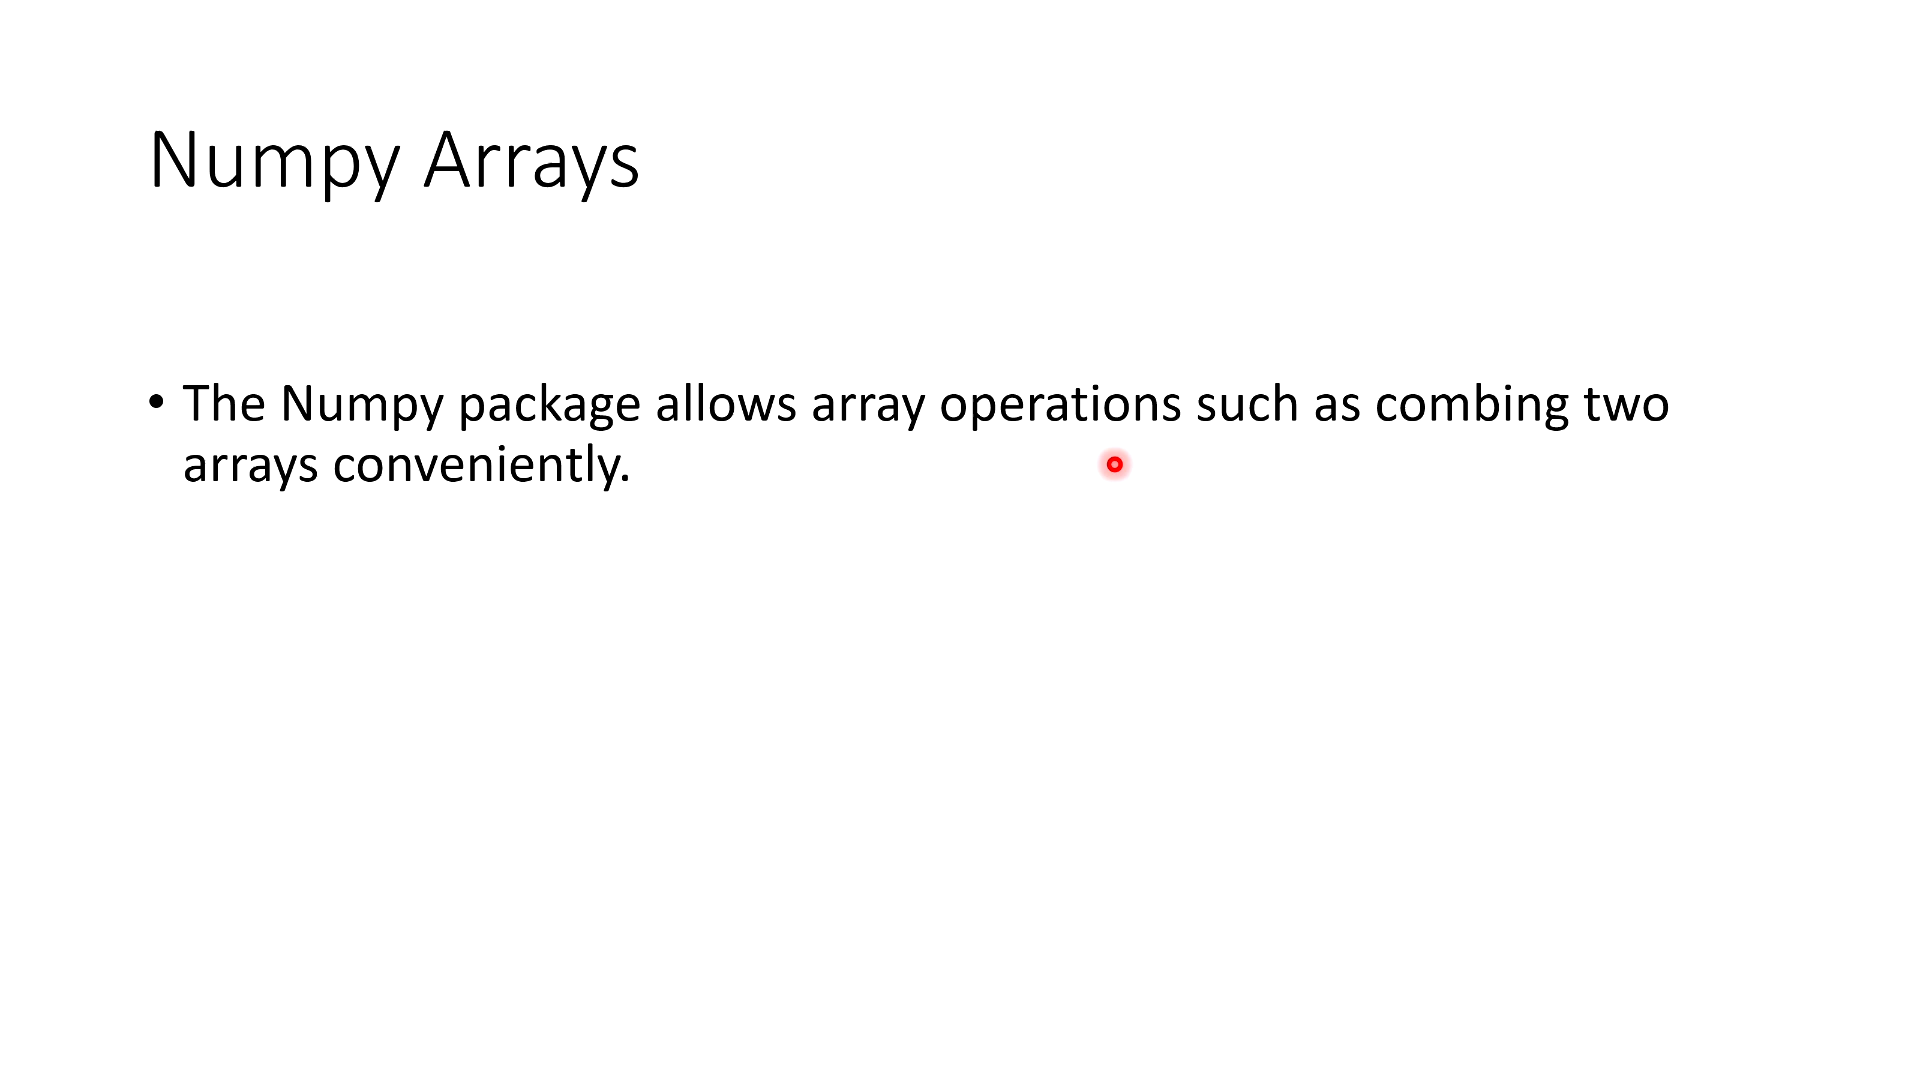 Numpy Arrays
• The Numpy package allows array operations such as combing two
arrays conveniently.